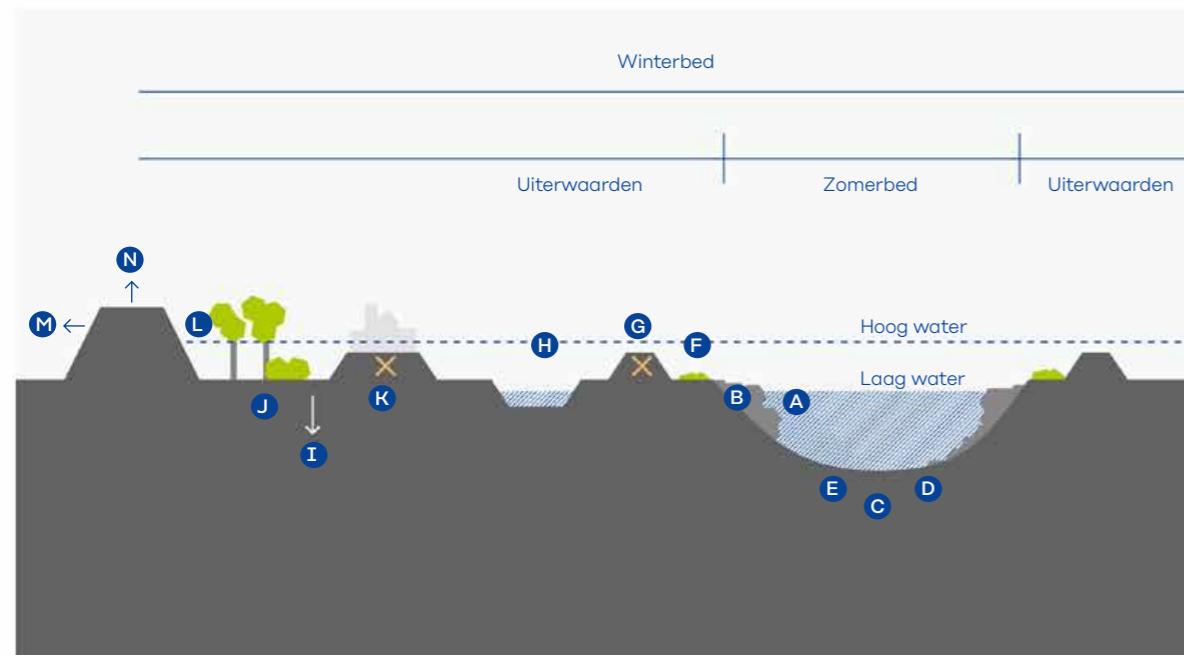 Winterbed
Uiterwaarden
Zomerbed
Uiterwaarden
N
M
L
G
Hoog water
H
F
Laag water
K
B
A
J
I
E
D
C